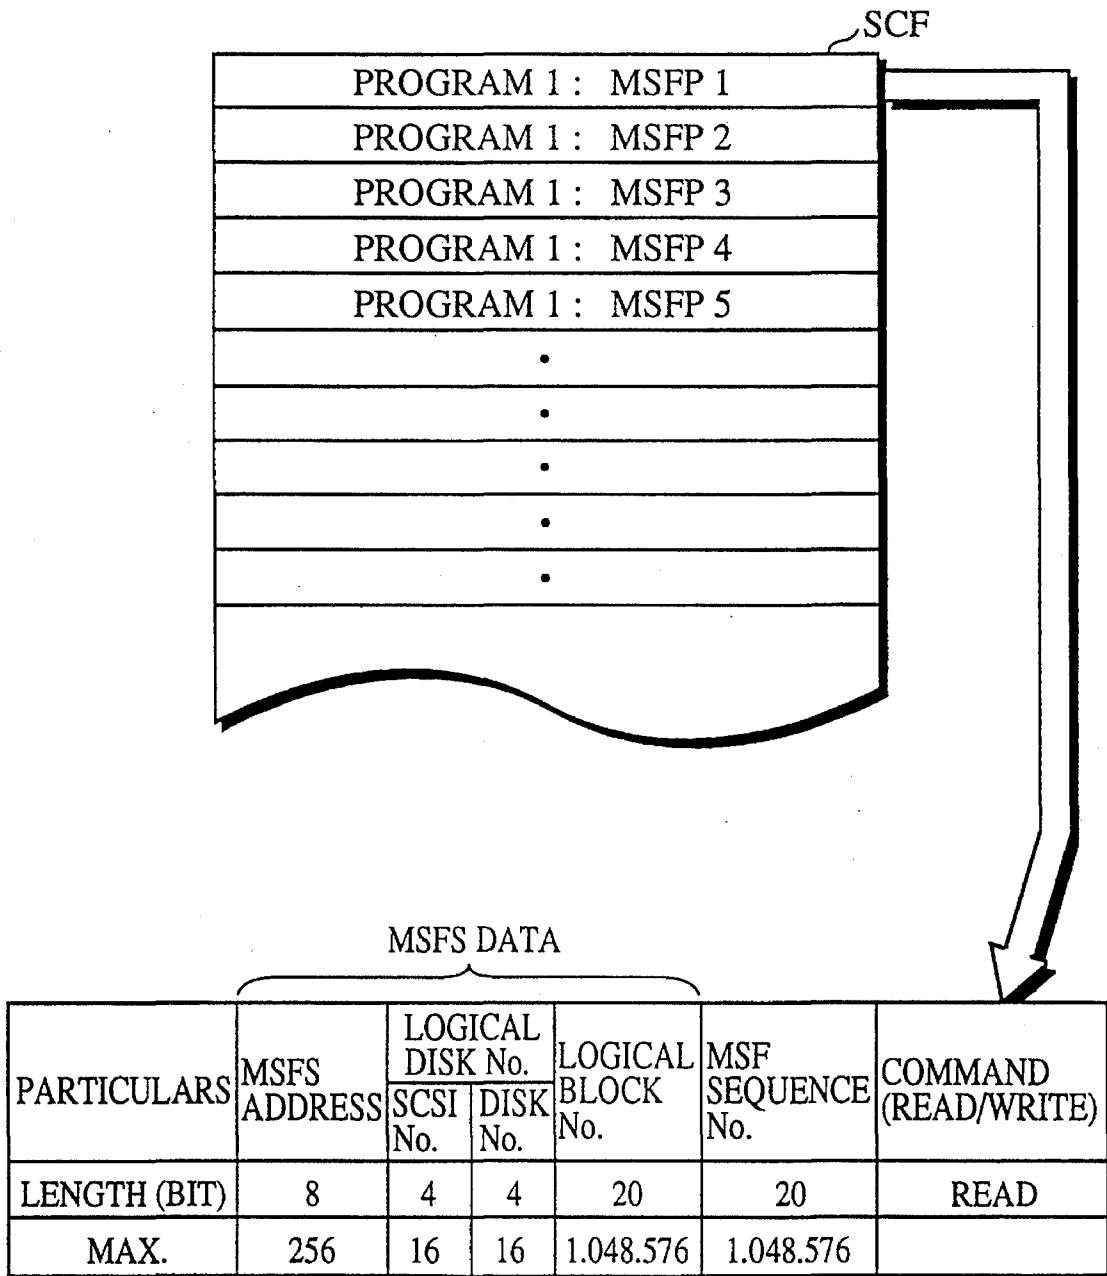 SCF
PROGRAM 1 : MSFP 1
PROGRAM 1 : MSFP 2
PROGRAM 1 : MSFP 3
PROGRAM 1 : MSFP 4
PROGRAM 1 : MSFP 5
MSFS DATA
PARTICULARS
MSFS
ADDRESS
LOGICAL
DISK No.
SCSI
No.
DISK
No.
LOGICAL
BLOCK
No.
MSF
SEQUENCE
No.
COMMAND
(READ/WRITE)
LENGTH (BIT) 8 4 4 20 20 READ
MAX. 256 16 16 1.048.576 1.048.576